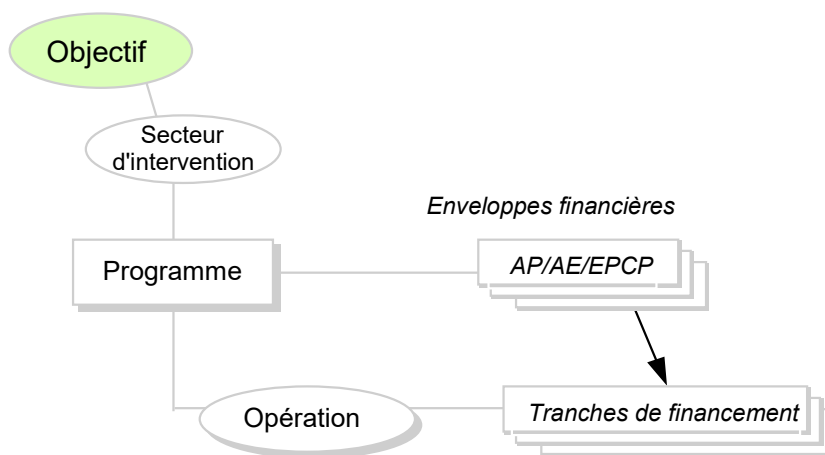 Objectif
Secteur
d'intervention
Enveloppes financières
Programme
AP/AE/EPCP
Opération
Tranches de financement